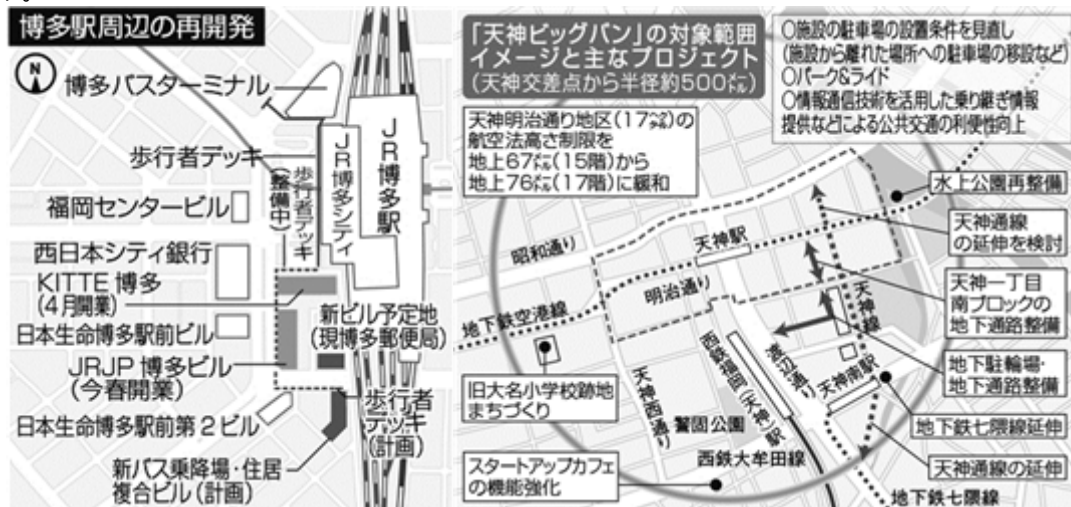 博多駅周辺の再開発
N
博多バスターミナル
歩行者デッキ
歩行者デッキ
(整備中)
JR博多シティ
JR博多駅
福岡センタービル
西日本シティ銀行
KITTE博多
(4月開業)
新ビル予定地
(現博多郵便局)
日本生命博多駅前ビル
JRJP博多ビル
(今春開業)
歩行者
デッキ
(計画)
日本生命博多駅前第2ビル
新バス乗降場・住居
複合ビル(計画)
「天神ビッグバン」の対象範囲
イメージと主なプロジェクト
(天神交差点から半径約500メートル)
○施設の駐車場の設置条件を見直し
(施設から離れた場所への駐車場の移設など)
○パーク&ライド
○情報通信技術を活用した乗り継ぎ情報
提供などによる公共交通の利便性向上
天神明治通り地区(17ヘクタール)の
航空法高さ制限を
地上67メートル(15階)から
地上76メートル(17階)に緩和
水上公園再整備
天神通線
の延伸を検討
天神駅
昭和通り
明治通り
地下鉄空港線
天神一丁目
南ブロックの
地下通路整備
天神線
渡辺通り
地下駐輪場・
地下通路整備
天神南駅
西鉄福岡(天神)駅
旧大名小学校跡地
まちづくり
天神西通り
警固公園
地下鉄七隈線延伸
西鉄大牟田線
スタートアップカフェ
の機能強化
天神通線の延伸
地下鉄七隈線